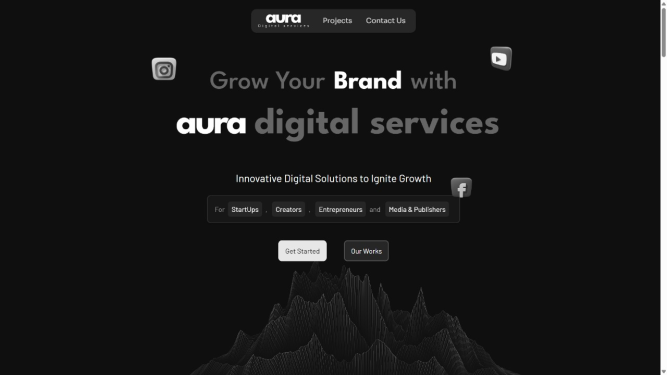 aura Projects Contact Us
Digital Services
Grow Your Brand with
aura digital services
Innovative Digital Solutions to Ignite Growth
For StartUps , Creators , Entrepreneurs and Media & Publishers
Get Started Our Works